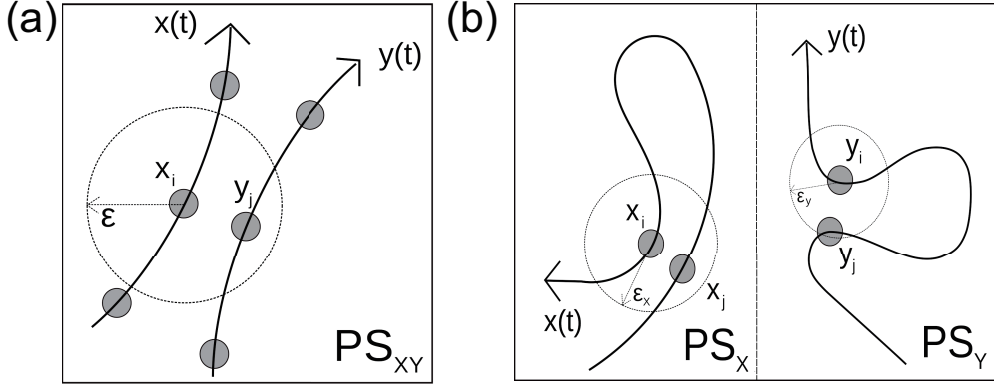 (a)
x(t)
y(t)
x_i
y_j
ε
PS_XY
(b)
y(t)
y_i
ε_y
y_j
x_i
ε_x
x_j
x(t)
PS_X
PS_Y